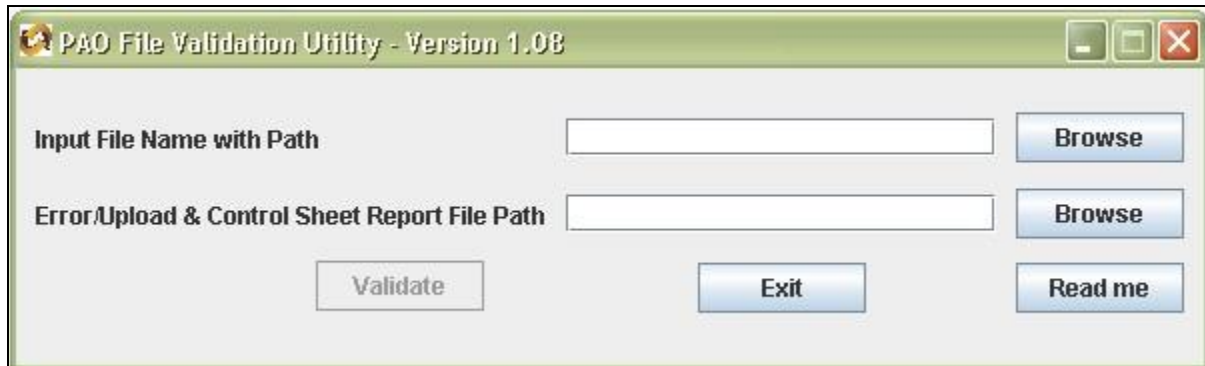 PAO File Validation Utility - Version 1.08
Input File Name with Path Browse
Error/Upload & Control Sheet Report File Path Browse
Validate Exit Read me